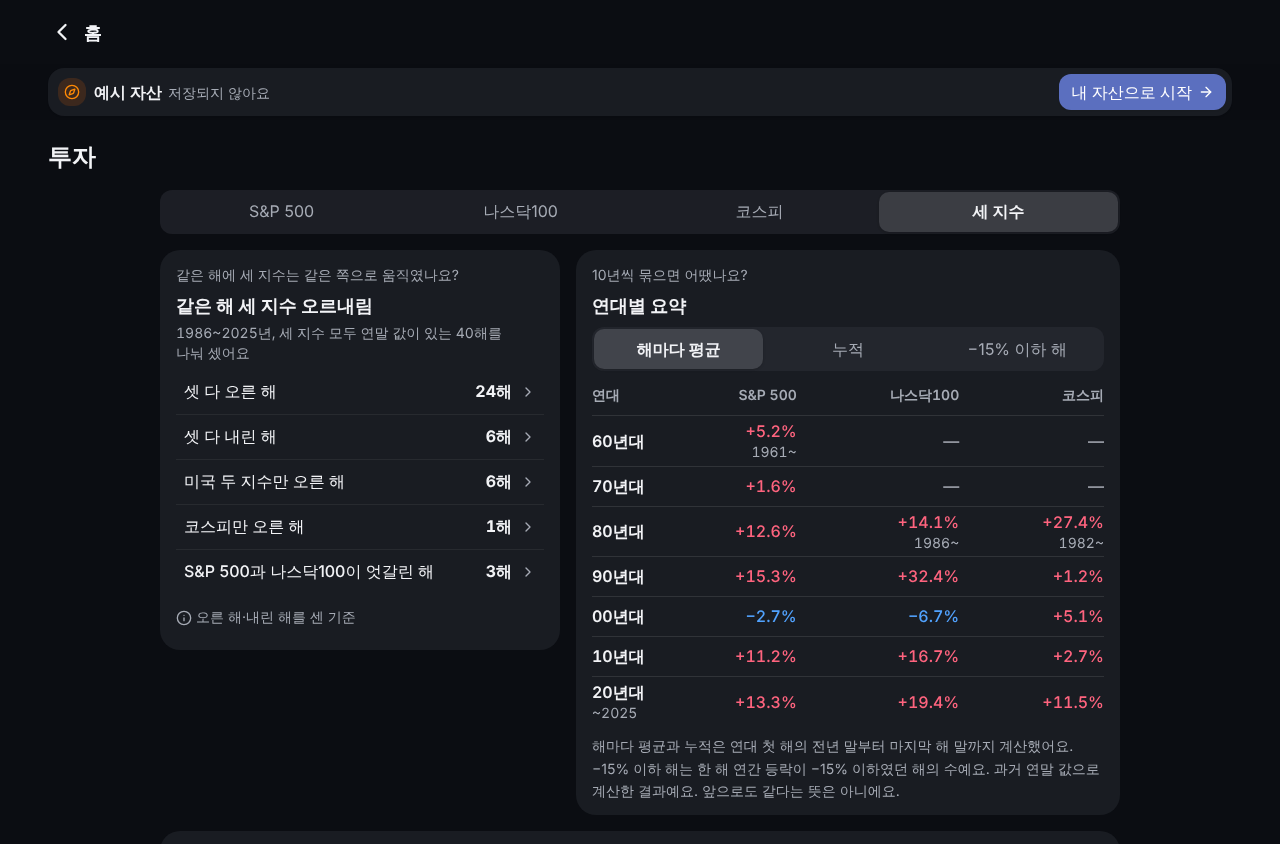 홈
예시 자산 저장되지 않아요
내 자산으로 시작 →
투자
S&P 500 나스닥100 코스피 세 지수
같은 해에 세 지수는 같은 쪽으로 움직였나요?
같은 해 세 지수 오르내림
1986~2025년, 세 지수 모두 연말 값이 있는 40해를
나눠 셌어요
셋 다 오른 해 24해
셋 다 내린 해 6해
미국 두 지수만 오른 해 6해
코스피만 오른 해 1해
S&P 500과 나스닥100이 엇갈린 해 3해
오른 해·내린 해를 센 기준
10년씩 묶으면 어땠나요?
연대별 요약
해마다 평균 누적 −15% 이하 해
연대 S&P 500 나스닥100 코스피
60년대 +5.2% — —
1961~
70년대 +1.6% — —
80년대 +12.6% +14.1% +27.4%
1986~ 1982~
90년대 +15.3% +32.4% +1.2%
00년대 −2.7% −6.7% +5.1%
10년대 +11.2% +16.7% +2.7%
20년대 +13.3% +19.4% +11.5%
~2025
해마다 평균과 누적은 연대 첫 해의 전년 말부터 마지막 해 말까지 계산했어요.
−15% 이하 해는 한 해 연간 등락이 −15% 이하였던 해의 수예요. 과거 연말 값으로
계산한 결과예요. 앞으로도 같다는 뜻은 아니에요.